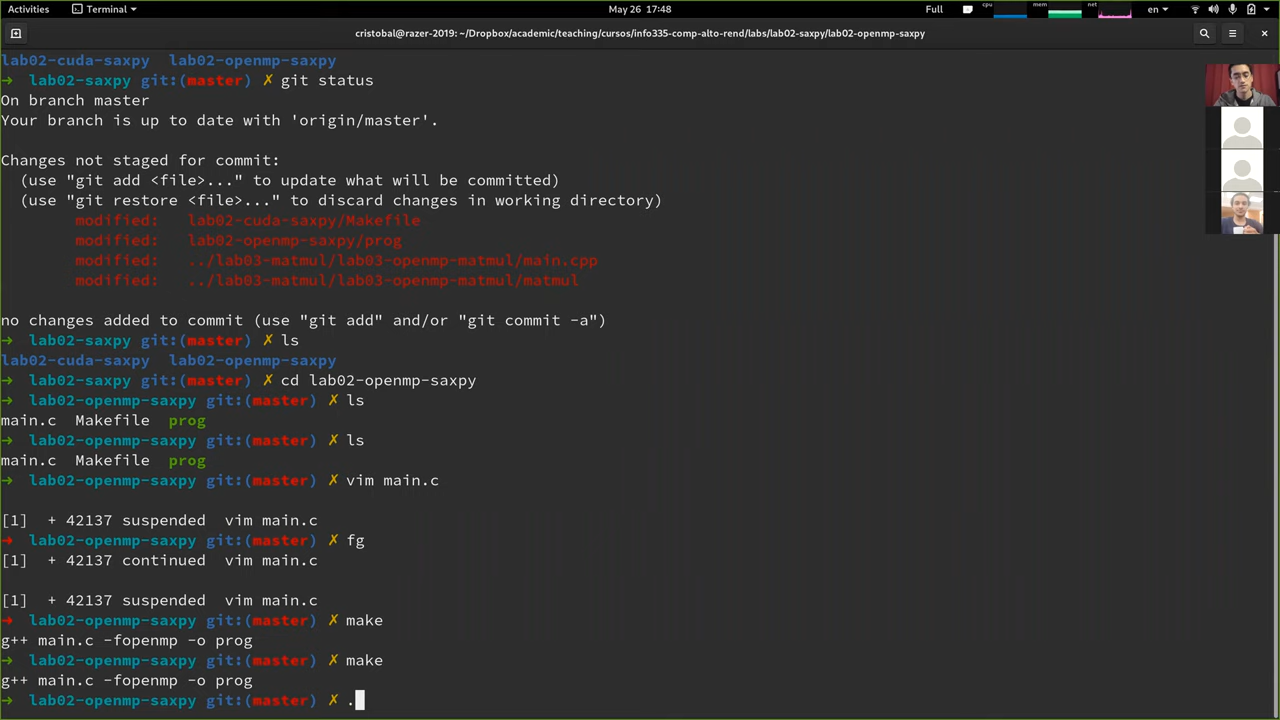 Activities Terminal May 26 17:48 Full cpu mem net en
cristobal@razer-2019: ~/Dropbox/academic/teaching/cursos/info335-comp-alto-rend/labs/lab02-saxpy/lab02-openmp-saxpy
lab02-cuda-saxpy lab02-openmp-saxpy
➜ lab02-saxpy git:(master) ✗ git status
On branch master
Your branch is up to date with 'origin/master'.
Changes not staged for commit:
(use "git add <file>..." to update what will be committed)
(use "git restore <file>..." to discard changes in working directory)
modified: lab02-cuda-saxpy/Makefile
modified: lab02-openmp-saxpy/prog
modified: ../lab03-matmul/lab03-openmp-matmul/main.cpp
modified: ../lab03-matmul/lab03-openmp-matmul/matmul
no changes added to commit (use "git add" and/or "git commit -a")
➜ lab02-saxpy git:(master) ✗ ls
lab02-cuda-saxpy lab02-openmp-saxpy
➜ lab02-saxpy git:(master) ✗ cd lab02-openmp-saxpy
➜ lab02-openmp-saxpy git:(master) ✗ ls
main.c Makefile prog
➜ lab02-openmp-saxpy git:(master) ✗ ls
main.c Makefile prog
➜ lab02-openmp-saxpy git:(master) ✗ vim main.c
[1] + 42137 suspended vim main.c
➜ lab02-openmp-saxpy git:(master) ✗ fg
[1] + 42137 continued vim main.c
[1] + 42137 suspended vim main.c
➜ lab02-openmp-saxpy git:(master) ✗ make
g++ main.c -fopenmp -o prog
➜ lab02-openmp-saxpy git:(master) ✗ make
g++ main.c -fopenmp -o prog
➜ lab02-openmp-saxpy git:(master) ✗ .